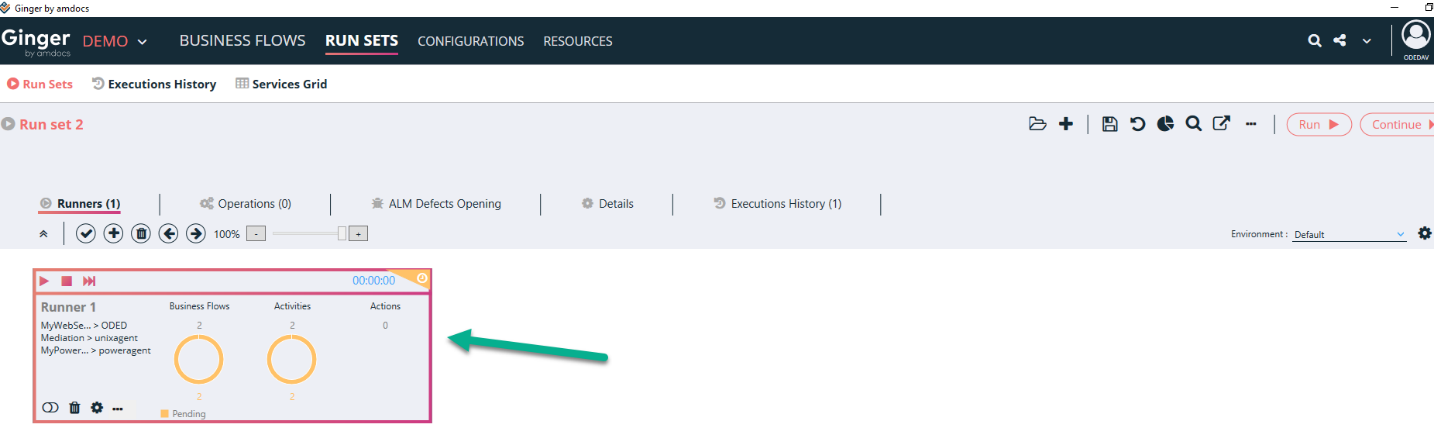 Ginger by amdocs
Ginger by amdocs DEMO BUSINESS FLOWS RUN SETS CONFIGURATIONS RESOURCES ODEDAV
Run Sets Executions History Services Grid
Run set 2 Run Continue
Runners (1) Operations (0) ALM Defects Opening Details Executions History (1)
100% - + Environment : Default
00:00:00
Runner 1 Business Flows Activities Actions
MyWebSe... > ODED 2 2 0
Mediation > unixagent
MyPower... > poweragent
2 2
Pending